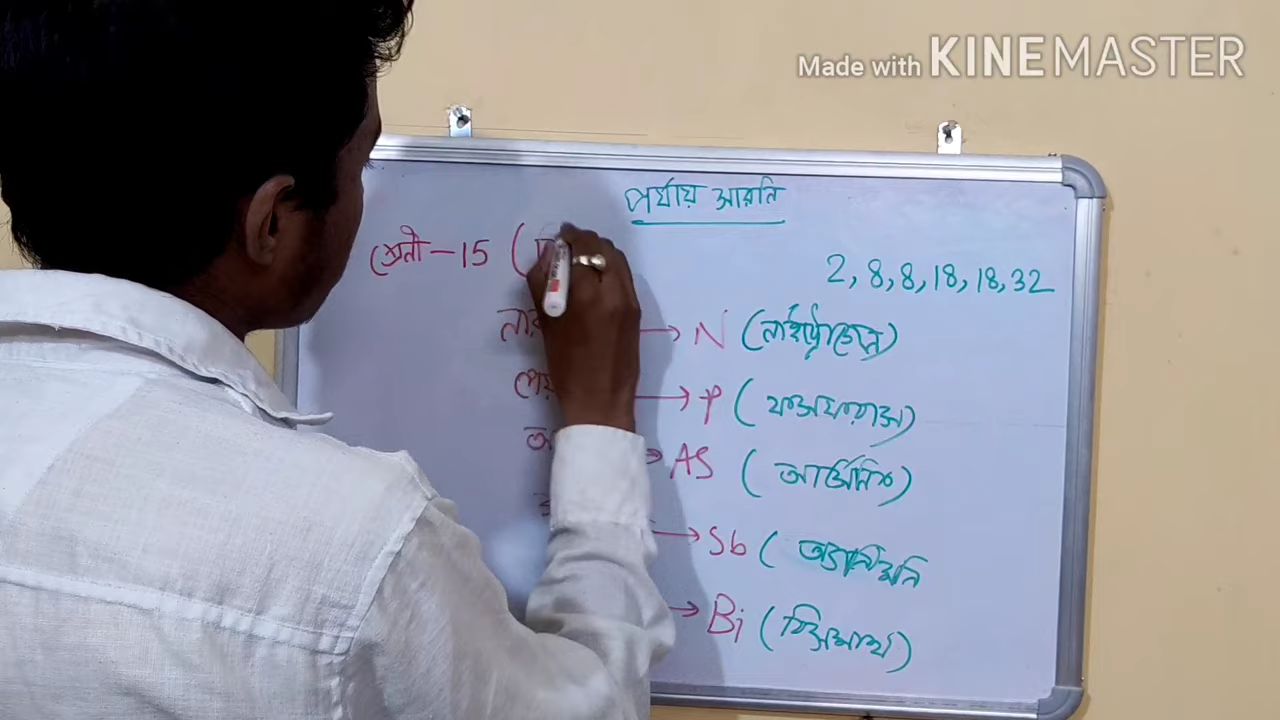 Made with KINEMASTER
পর্যায় সারনি
শ্রেনী - 15 (
2, 8, 8, 18, 18, 32
→ N (নাইট্রোজেন)
→ P (ফসফরাস)
→ AS (আর্সেনিক)
→ Sb (অ্যান্টিমনি
→ Bi (বিসমাথ)